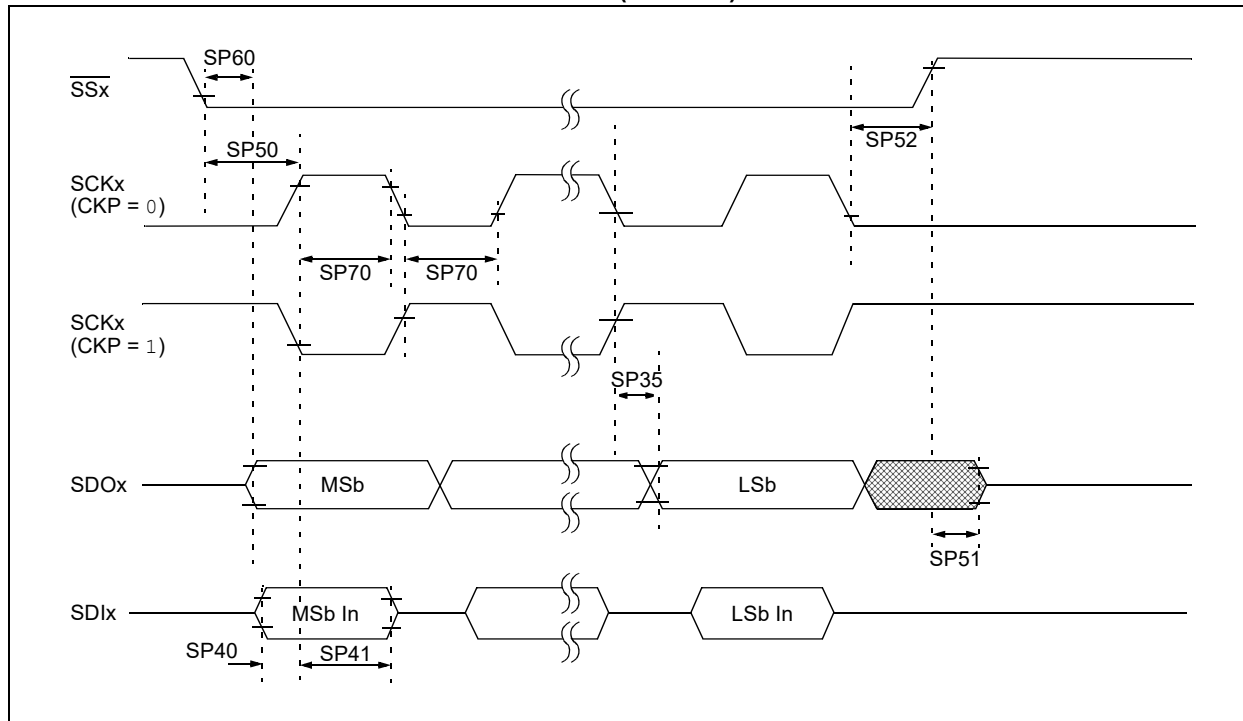 SP60
SSx
SP50
SP52
SCKx
(CKP = 0)
SP70
SP70
SCKx
(CKP = 1)
SP35
SDOx
MSb
LSb
SP51
SDIx
MSb In
LSb In
SP40
SP41